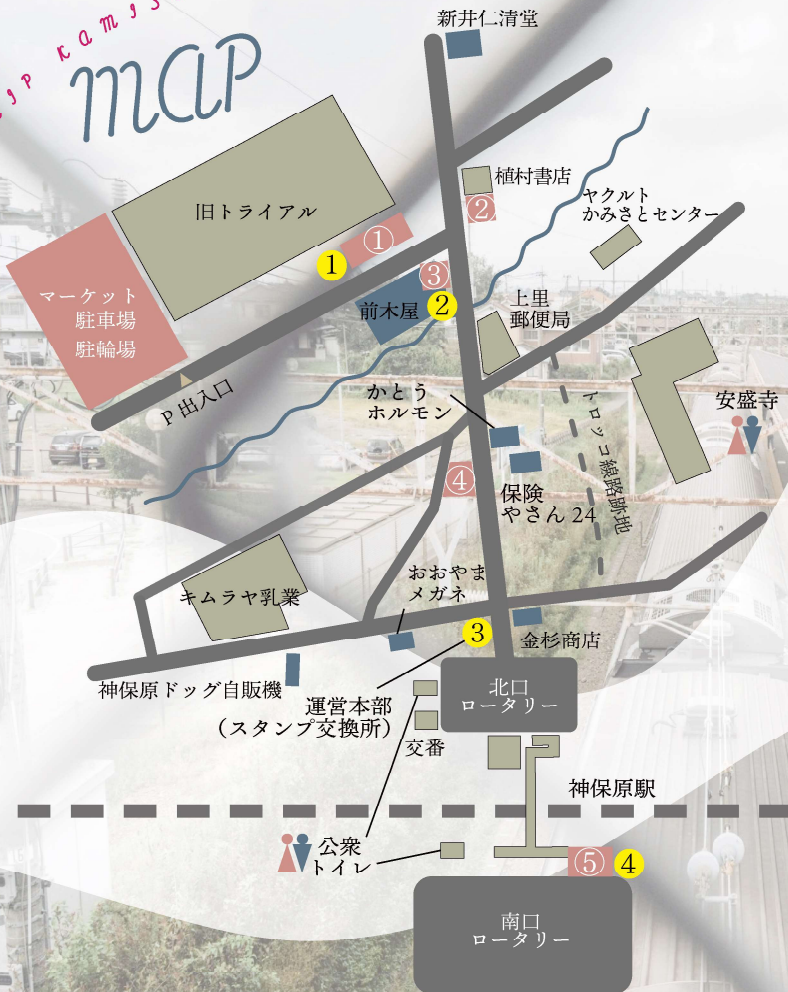 IP KAMIS
map
新井仁清堂
植村書店
②
ヤクルト
かみさとセンター
旧トライアル
①
1
③
2
前木屋
マーケット
駐車場
駐輪場
P 出入口
上里
郵便局
かとう
ホルモン
トロッコ線路跡地
安盛寺
④
保険
やさん 24
おおやま
メガネ
キムラヤ乳業
3
金杉商店
神保原ドッグ自販機
運営本部
（スタンプ交換所）
北口
ロータリー
交番
神保原駅
公衆
トイレ
⑤
4
南口
ロータリー